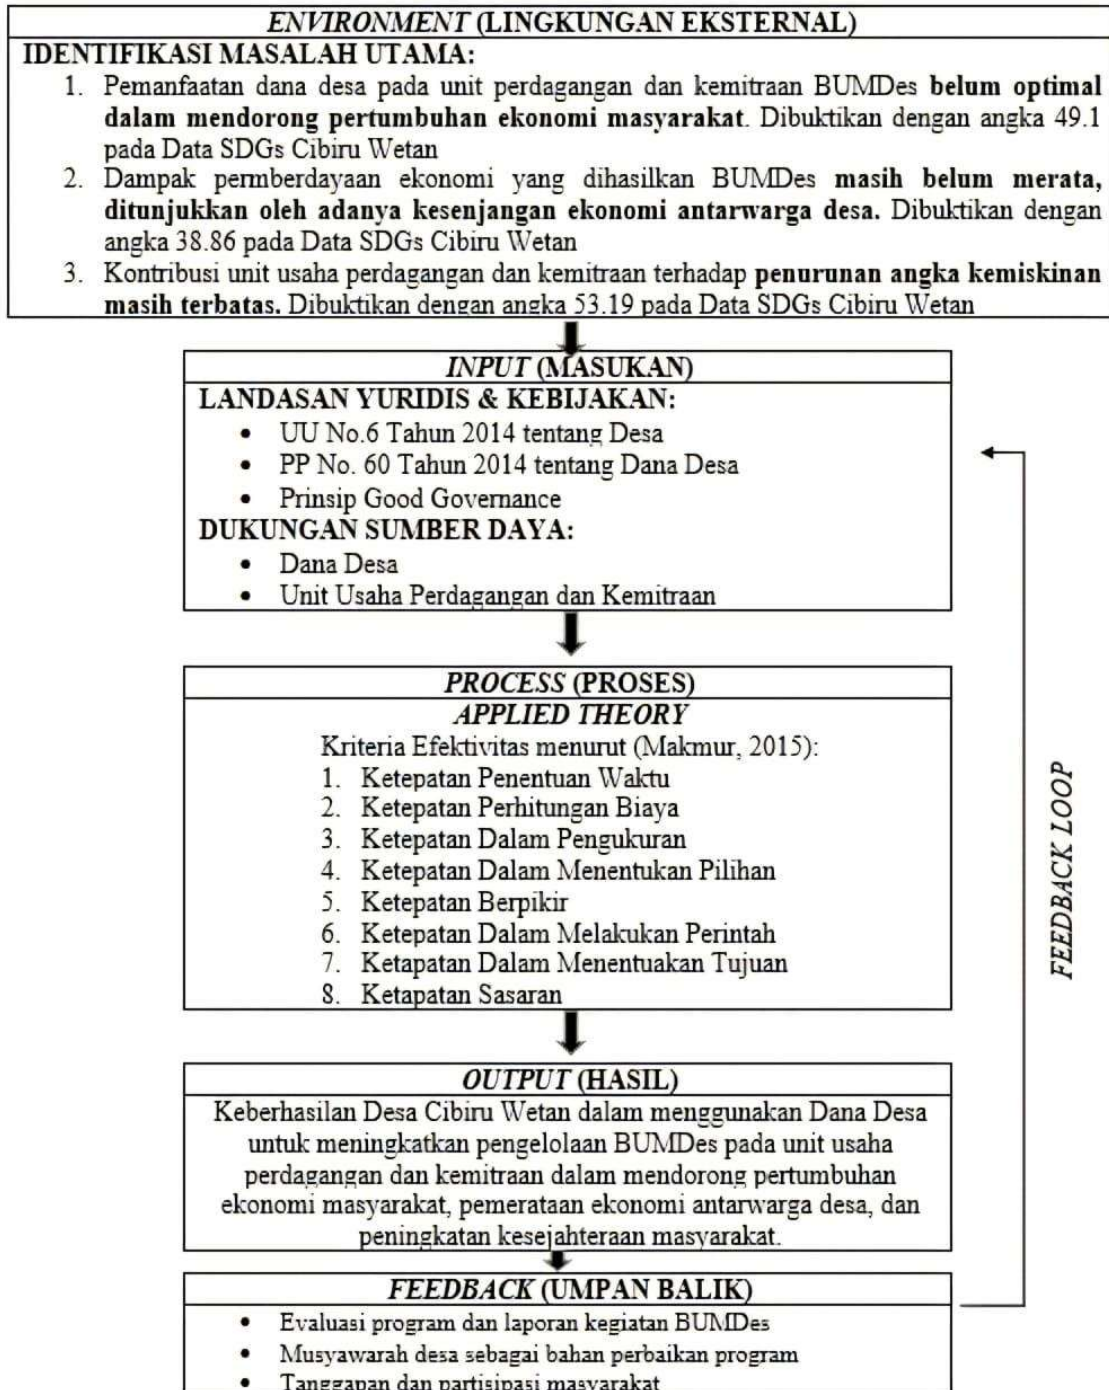 ENVIRONMENT (LINGKUNGAN EKSTERNAL)
IDENTIFIKASI MASALAH UTAMA:
1. Pemanfaatan dana desa pada unit perdagangan dan kemitraan BUMDes belum optimal
dalam mendorong pertumbuhan ekonomi masyarakat. Dibuktikan dengan angka 49.1
pada Data SDGs Cibiru Wetan
2. Dampak permberdayaan ekonomi yang dihasilkan BUMDes masih belum merata,
ditunjukkan oleh adanya kesenjangan ekonomi antarwarga desa. Dibuktikan dengan
angka 38.86 pada Data SDGs Cibiru Wetan
3. Kontribusi unit usaha perdagangan dan kemitraan terhadap penurunan angka kemiskinan
masih terbatas. Dibuktikan dengan angka 53.19 pada Data SDGs Cibiru Wetan
INPUT (MASUKAN)
LANDASAN YURIDIS & KEBIJAKAN:
• UU No.6 Tahun 2014 tentang Desa
• PP No. 60 Tahun 2014 tentang Dana Desa
• Prinsip Good Governance
DUKUNGAN SUMBER DAYA:
• Dana Desa
• Unit Usaha Perdagangan dan Kemitraan
PROCESS (PROSES)
APPLIED THEORY
Kriteria Efektivitas menurut (Makmur, 2015):
1. Ketepatan Penentuan Waktu
2. Ketepatan Perhitungan Biaya
3. Ketepatan Dalam Pengukuran
4. Ketepatan Dalam Menentukan Pilihan
5. Ketepatan Berpikir
6. Ketepatan Dalam Melakukan Perintah
7. Ketapatan Dalam Menentuakan Tujuan
8. Ketapatan Sasaran
FEEDBACK LOOP
OUTPUT (HASIL)
Keberhasilan Desa Cibiru Wetan dalam menggunakan Dana Desa
untuk meningkatkan pengelolaan BUMDes pada unit usaha
perdagangan dan kemitraan dalam mendorong pertumbuhan
ekonomi masyarakat, pemerataan ekonomi antarwarga desa, dan
peningkatan kesejahteraan masyarakat.
FEEDBACK (UMPAN BALIK)
• Evaluasi program dan laporan kegiatan BUMDes
• Musyawarah desa sebagai bahan perbaikan program
• Tanggapan dan partisipasi masyarakat